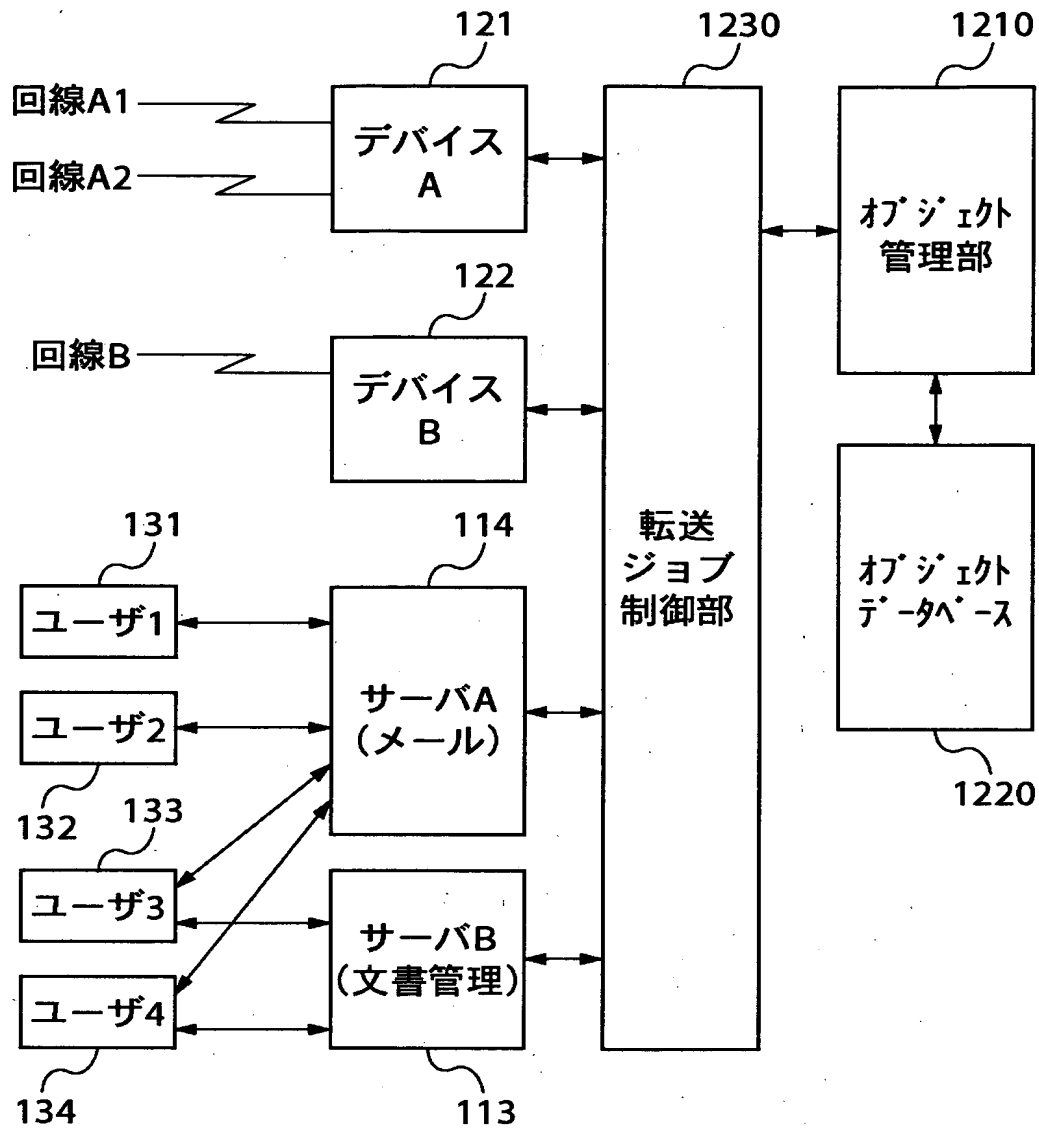 121
1230
1210
回線A1
回線A2
デバイス
A
オブジェクト
管理部
122
回線B
デバイス
B
転送
ジョブ
制御部
オブジェクト
データベース
1220
131
114
ユーザ1
ユーザ2
132
サーバA
(メール)
133
ユーザ3
ユーザ4
134
サーバB
(文書管理)
113